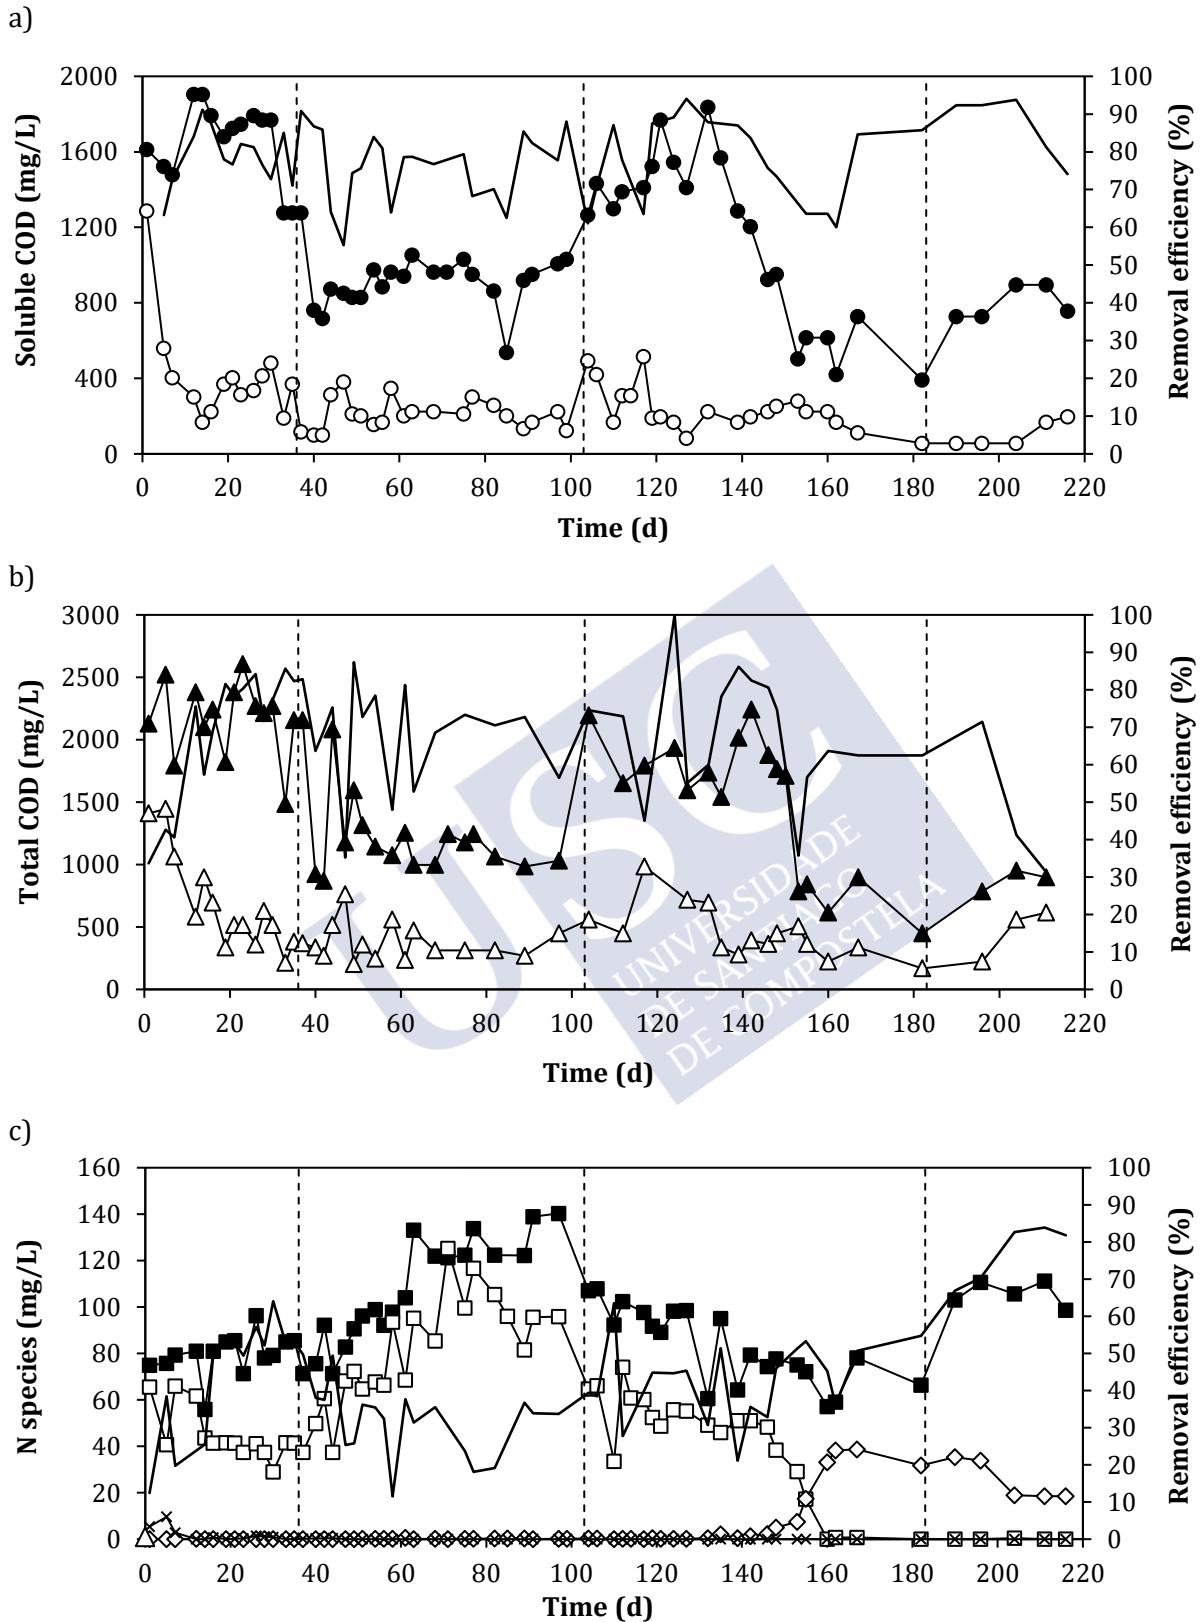 a)
2000
1600
1200
800
400
0
100
90
80
70
60
50
40
30
20
10
0
0 20 40 60 80 100 120 140 160 180 200 220
Soluble COD (mg/L)
Removal efficiency (%)
Time (d)
b)
3000
2500
2000
1500
1000
500
0
100
90
80
70
60
50
40
30
20
10
0
0 20 40 60 80 100 120 140 160 180 200 220
Total COD (mg/L)
Removal efficiency (%)
Time (d)
USC
UNIVERSIDADE
DE SANTIAGO
DE COMPOSTELA
c)
160
140
120
100
80
60
40
20
0
100
90
80
70
60
50
40
30
20
10
0
0 20 40 60 80 100 120 140 160 180 200 220
N species (mg/L)
Removal efficiency (%)
Time (d)